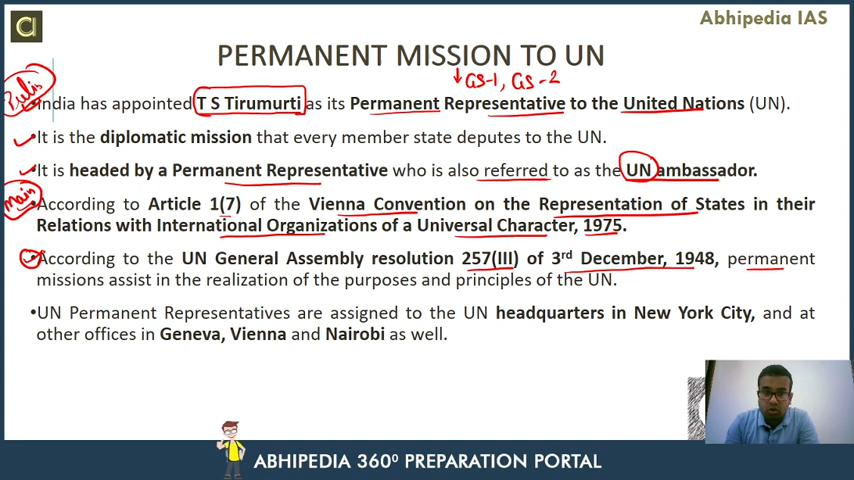 Abhipedia IAS
PERMANENT MISSION TO UN
GS-1, GS-2
Prelis
•India has appointed T S Tirumurti as its Permanent Representative to the United Nations (UN).
•It is the diplomatic mission that every member state deputes to the UN.
•It is headed by a Permanent Representative who is also referred to as the UN ambassador.
Main
•According to Article 1(7) of the Vienna Convention on the Representation of States in their
Relations with International Organizations of a Universal Character, 1975.
•According to the UN General Assembly resolution 257(III) of 3rd December, 1948, permanent
missions assist in the realization of the purposes and principles of the UN.
•UN Permanent Representatives are assigned to the UN headquarters in New York City, and at
other offices in Geneva, Vienna and Nairobi as well.
ABHIPEDIA 360⁰ PREPARATION PORTAL